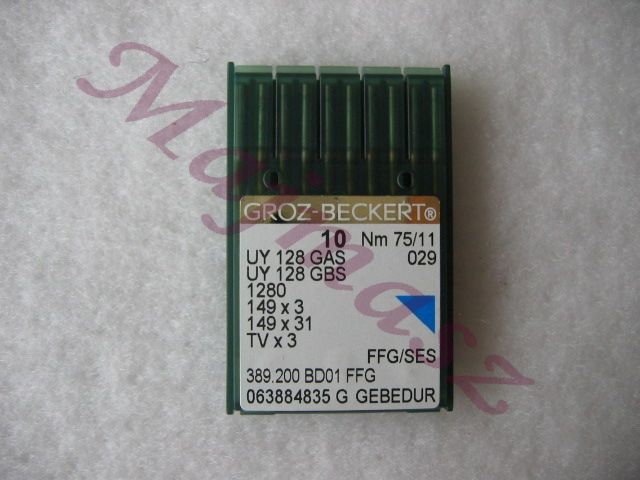 GROZ-BECKERT®
10 Nm 75/11
UY 128 GAS 029
UY 128 GBS
1280
149 x 3
149 x 31
TV x 3
FFG/SES
389.200 BD01 FFG
063884835 G GEBEDUR
Majmasz